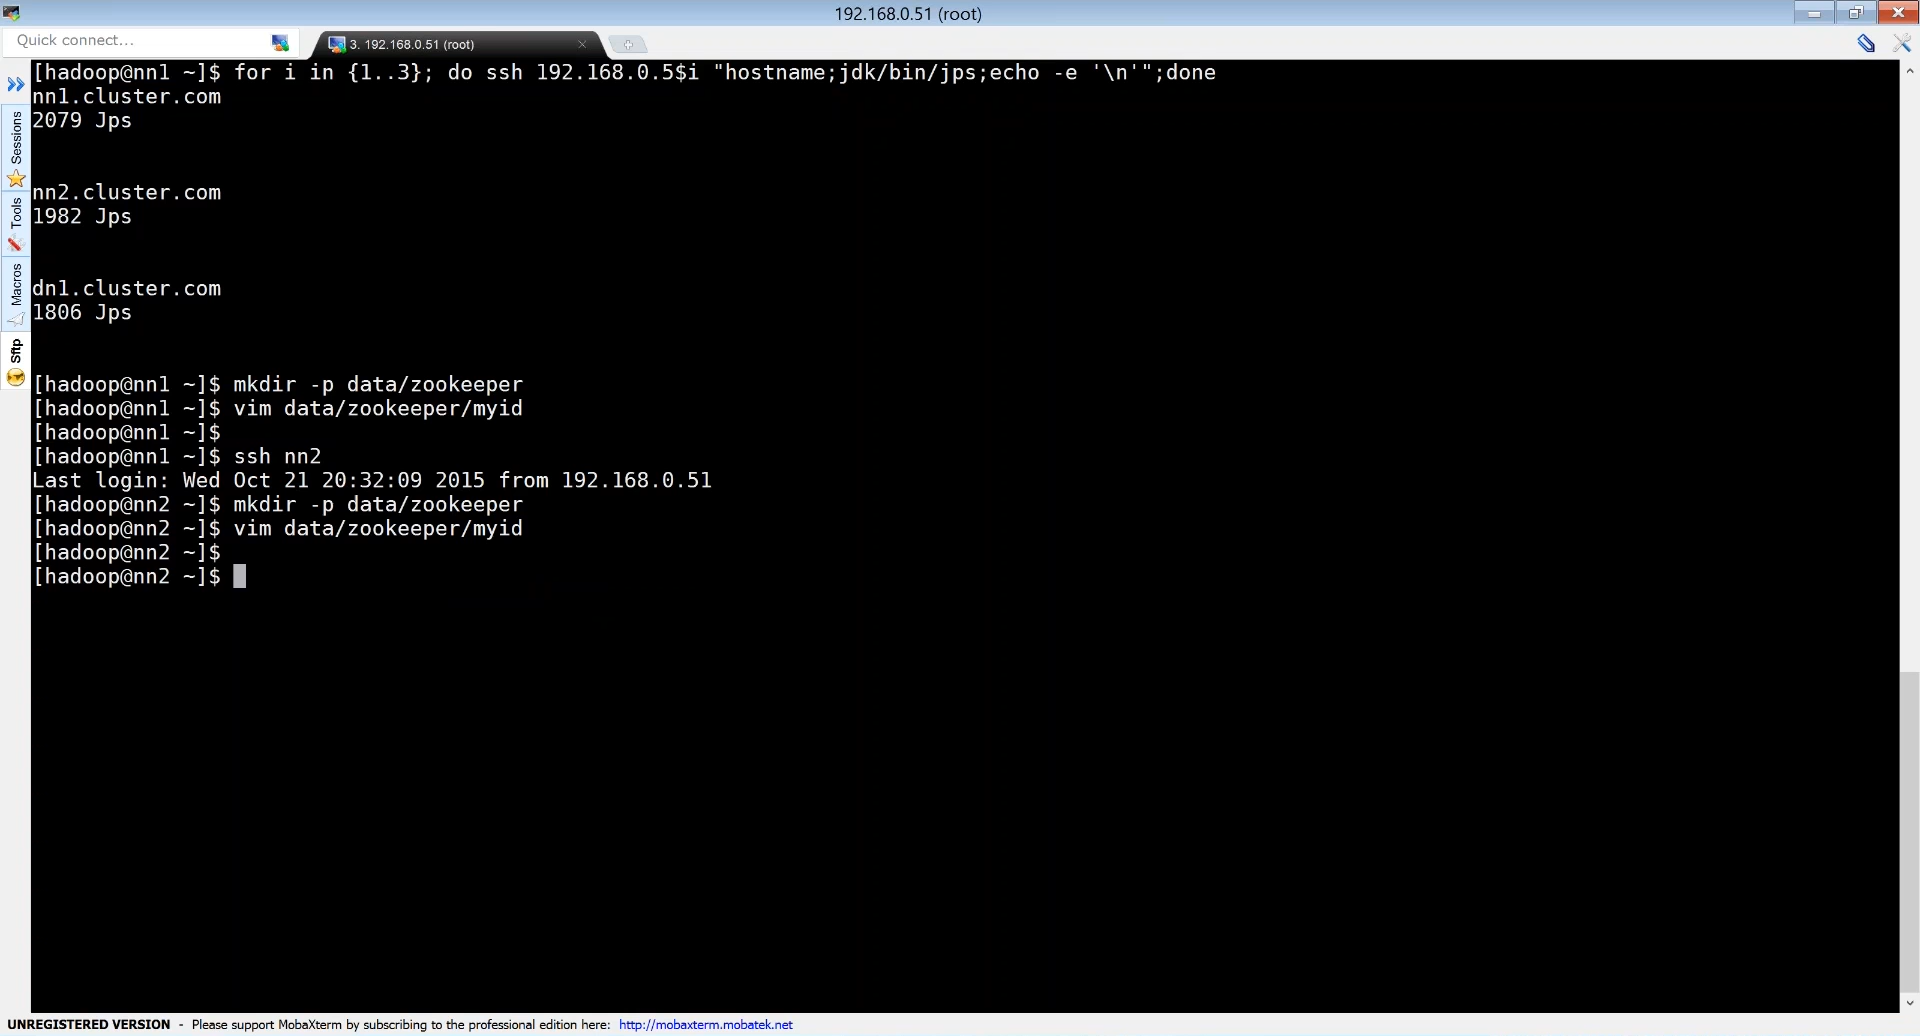 192.168.0.51 (root)
Quick connect...
3. 192.168.0.51 (root)
Sessions
Tools
Macros
Sftp
[hadoop@nn1 ~]$ for i in {1..3}; do ssh 192.168.0.5$i "hostname;jdk/bin/jps;echo -e '\n'";done
nn1.cluster.com
2079 Jps
nn2.cluster.com
1982 Jps
dn1.cluster.com
1806 Jps
[hadoop@nn1 ~]$ mkdir -p data/zookeeper
[hadoop@nn1 ~]$ vim data/zookeeper/myid
[hadoop@nn1 ~]$
[hadoop@nn1 ~]$ ssh nn2
Last login: Wed Oct 21 20:32:09 2015 from 192.168.0.51
[hadoop@nn2 ~]$ mkdir -p data/zookeeper
[hadoop@nn2 ~]$ vim data/zookeeper/myid
[hadoop@nn2 ~]$
[hadoop@nn2 ~]$
UNREGISTERED VERSION - Please support MobaXterm by subscribing to the professional edition here: http://mobaxterm.mobatek.net